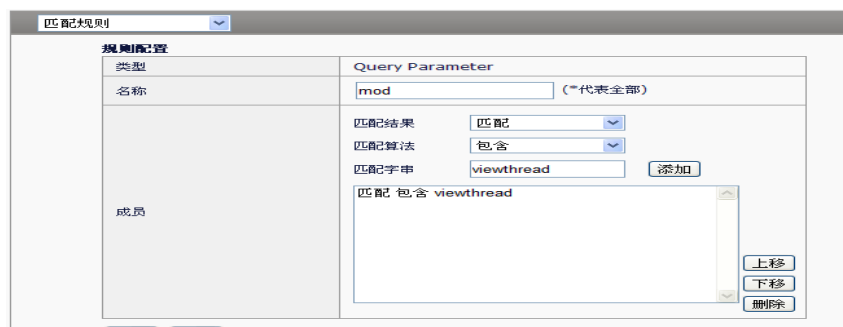 匹配规则
规则配置
类型 Query Parameter
名称 mod (*代表全部)
匹配结果 匹配
匹配算法 包含
匹配字串 viewthread 添加
成员
匹配 包含 viewthread
上移
下移
删除